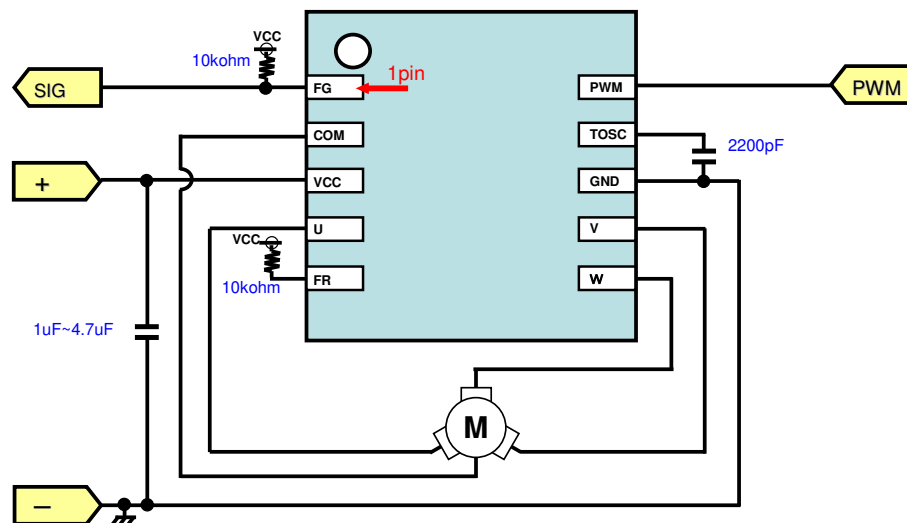 VCC
10kohm
1pin
SIG
FG
PWM
PWM
COM
TOSC
2200pF
+
VCC
GND
U
V
VCC
FR
W
10kohm
1uF~4.7uF
M
−